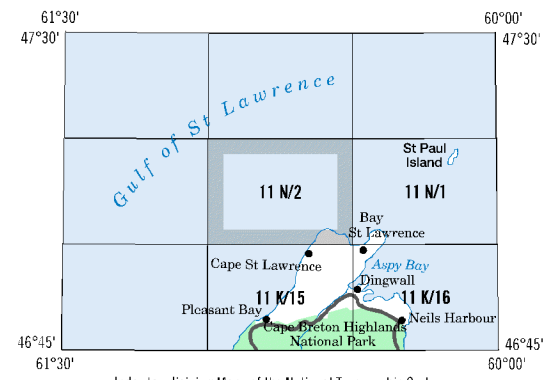 61°30' 60°00'
47°30' 47°30'
Gulf of St Lawrence
St Paul
Island
11 N/2 11 N/1
Bay
St Lawrence
Cape St Lawrence Aspy Bay
Dingwall
11 K/15 11 K/16
Pleasant Bay Neils Harbour
Cape Breton Highlands
National Park
46°45' 46°45'
61°30' 60°00'